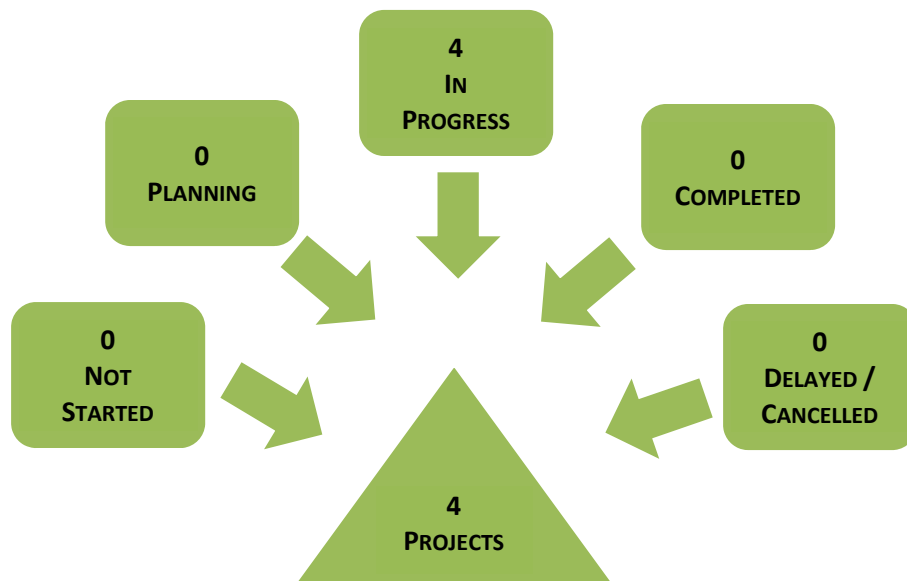 4
IN
PROGRESS
0
PLANNING
0
COMPLETED
0
NOT
STARTED
0
DELAYED /
CANCELLED
4
PROJECTS